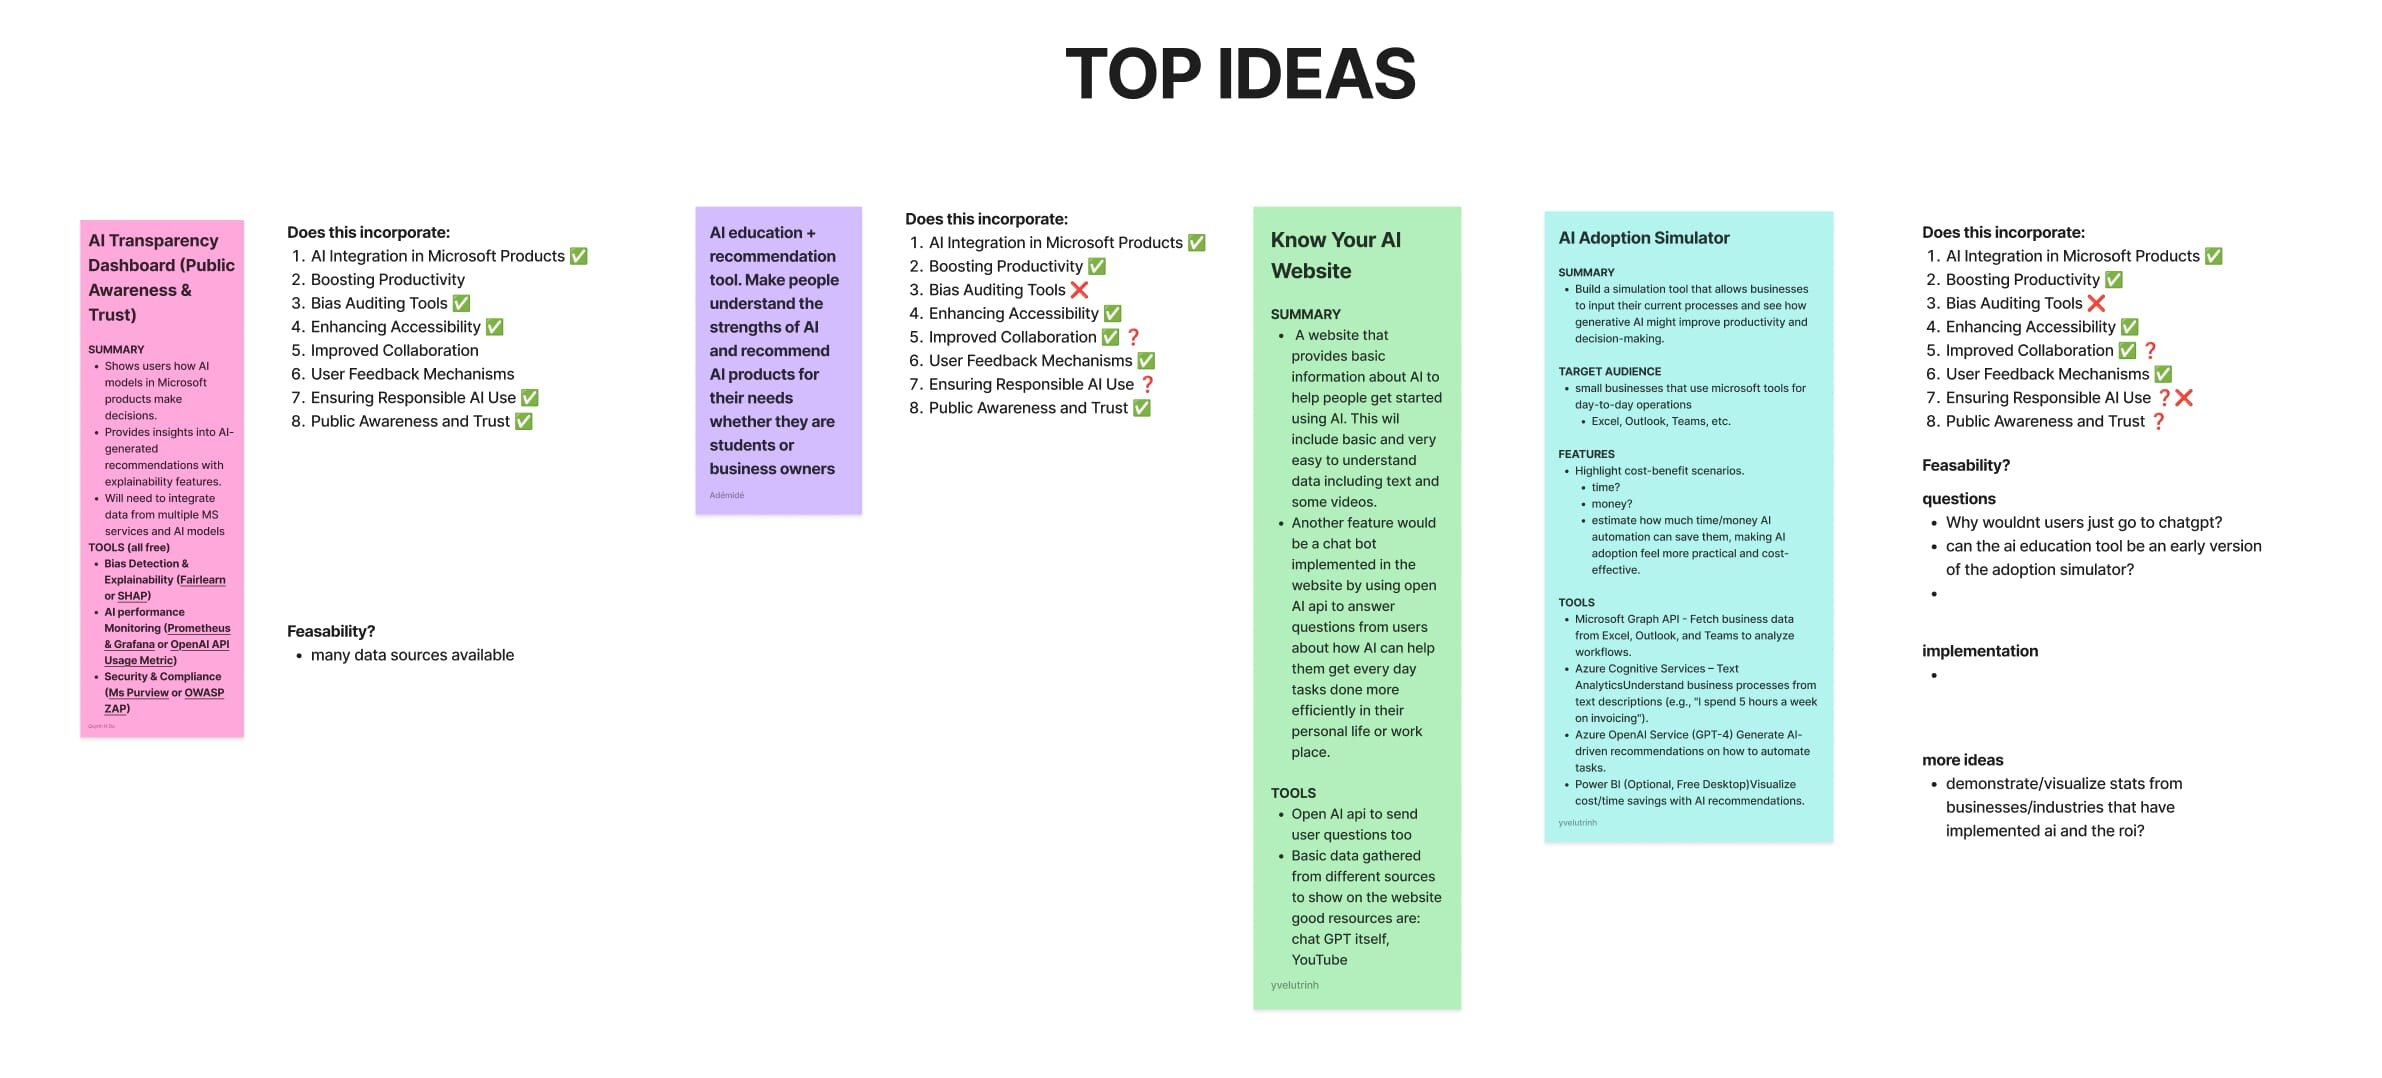 TOP IDEAS
AI Transparency
Dashboard (Public
Awareness &
Trust)
SUMMARY
• Shows users how AI
models in Microsoft
products make
decisions.
• Provides insights into AI-
generated
recommendations with
explainability features.
• Will need to integrate
data from multiple MS
services and AI models
TOOLS (all free)
• Bias Detection &
Explainability (Fairlearn
or SHAP)
• AI performance
Monitoring (Prometheus
& Grafana or OpenAI API
Usage Metric)
• Security & Compliance
(Ms Purview or OWASP
ZAP)
Does this incorporate:
1. AI Integration in Microsoft Products ✅
2. Boosting Productivity
3. Bias Auditing Tools ✅
4. Enhancing Accessibility ✅
5. Improved Collaboration
6. User Feedback Mechanisms
7. Ensuring Responsible AI Use ✅
8. Public Awareness and Trust ✅
Feasability?
• many data sources available
AI education +
recommendation
tool. Make people
understand the
strengths of AI
and recommend
AI products for
their needs
whether they are
students or
business owners
Adémidé
Does this incorporate:
1. AI Integration in Microsoft Products ✅
2. Boosting Productivity ✅
3. Bias Auditing Tools ❌
4. Enhancing Accessibility ✅
5. Improved Collaboration ✅ ❓
6. User Feedback Mechanisms ✅
7. Ensuring Responsible AI Use ❓
8. Public Awareness and Trust ✅
Know Your AI
Website
SUMMARY
• A website that
provides basic
information about AI to
help people get started
using AI. This wil
include basic and very
easy to understand
data including text and
some videos.
• Another feature would
be a chat bot
implemented in the
website by using open
AI api to answer
questions from users
about how AI can help
them get every day
tasks done more
efficiently in their
personal life or work
place.
TOOLS
• Open AI api to send
user questions too
• Basic data gathered
from different sources
to show on the website
good resources are:
chat GPT itself,
YouTube
yvelutrinh
AI Adoption Simulator
SUMMARY
• Build a simulation tool that allows businesses
to input their current processes and see how
generative AI might improve productivity and
decision-making.
TARGET AUDIENCE
• small businesses that use microsoft tools for
day-to-day operations
• Excel, Outlook, Teams, etc.
FEATURES
• Highlight cost-benefit scenarios.
• time?
• money?
• estimate how much time/money AI
automation can save them, making AI
adoption feel more practical and cost-
effective.
TOOLS
• Microsoft Graph API - Fetch business data
from Excel, Outlook, and Teams to analyze
workflows.
• Azure Cognitive Services – Text
AnalyticsUnderstand business processes from
text descriptions (e.g., "I spend 5 hours a week
on invoicing").
• Azure OpenAI Service (GPT-4) Generate AI-
driven recommendations on how to automate
tasks.
• Power BI (Optional, Free Desktop)Visualize
cost/time savings with AI recommendations.
yvelutrinh
Does this incorporate:
1. AI Integration in Microsoft Products ✅
2. Boosting Productivity ✅
3. Bias Auditing Tools ❌
4. Enhancing Accessibility ✅
5. Improved Collaboration ✅ ❓
6. User Feedback Mechanisms ✅
7. Ensuring Responsible AI Use ❓❌
8. Public Awareness and Trust ❓
Feasability?
questions
• Why wouldnt users just go to chatgpt?
• can the ai education tool be an early version
of the adoption simulator?
•
implementation
•
more ideas
• demonstrate/visualize stats from
businesses/industries that have
implemented ai and the roi?